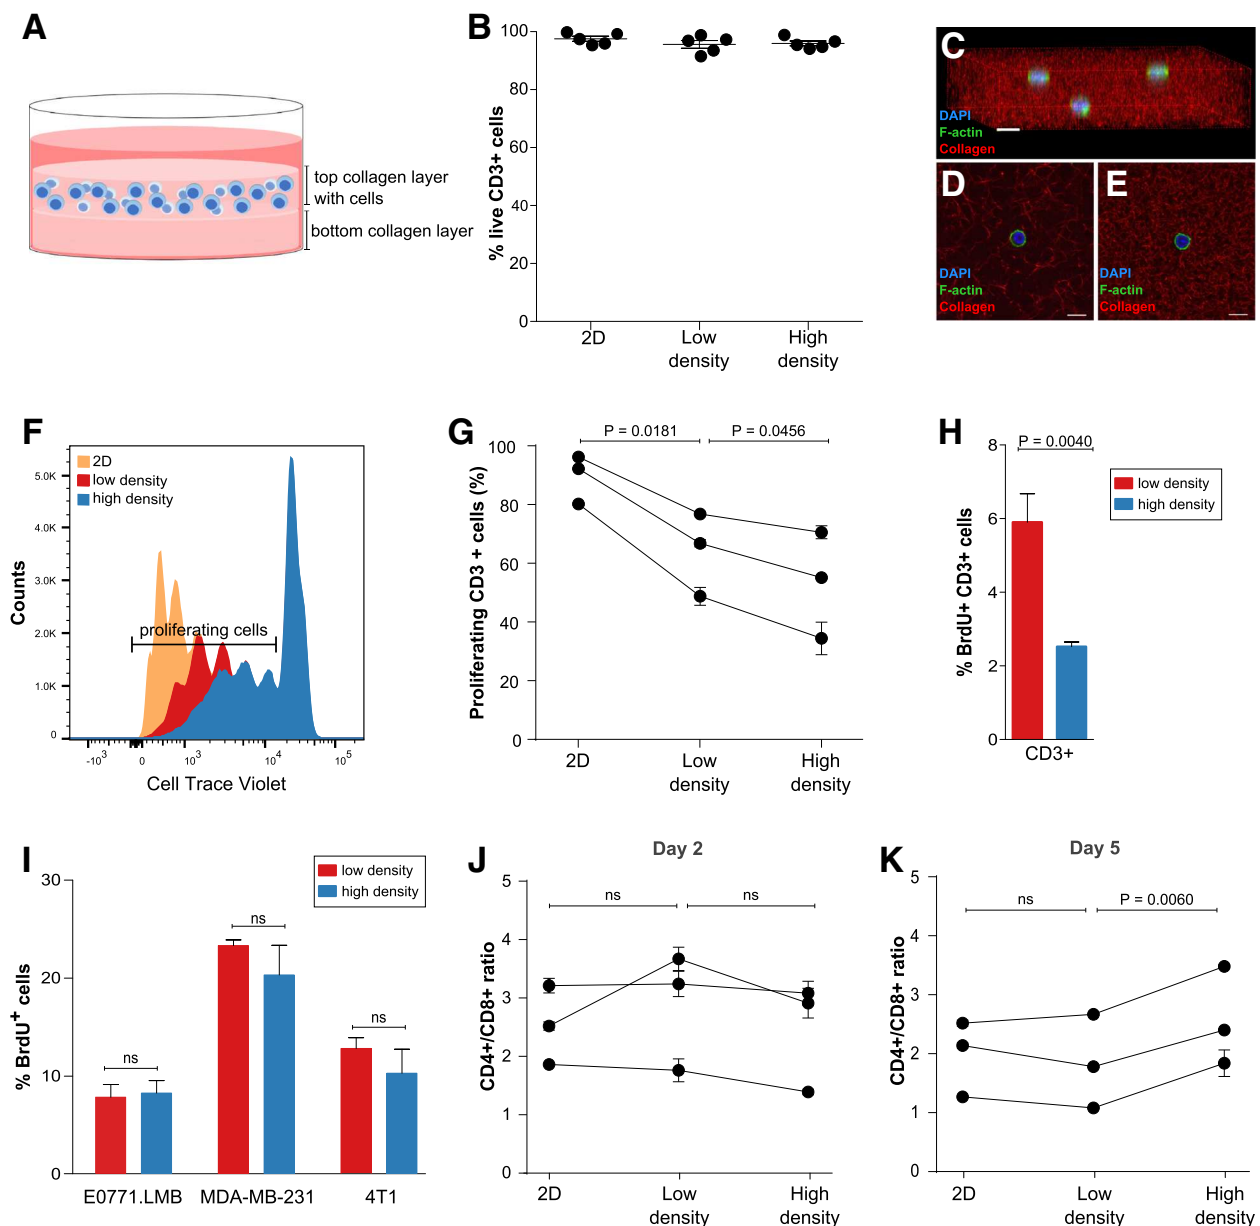 A
top collagen layer
with cells
bottom collagen layer
B
% live CD3+ cells
100
80
60
40
20
0
2D
Low
density
High
density
C
DAPI
F-actin
Collagen
D
DAPI
F-actin
Collagen
E
DAPI
F-actin
Collagen
F
2D
low density
high density
proliferating cells
Counts
5.0K
4.0K
3.0K
2.0K
1.0K
0
-10³
0
10³
10⁴
10⁵
Cell Trace Violet
G
P = 0.0181
P = 0.0456
Proliferating CD3 + cells (%)
100
80
60
40
20
0
2D
Low
density
High
density
H
P = 0.0040
low density
high density
% BrdU+ CD3+ cells
8
6
4
2
0
CD3+
I
low density
high density
% BrdU⁺ cells
30
20
10
0
ns
ns
ns
E0771.LMB
MDA-MB-231
4T1
J
Day 2
ns
ns
CD4+/CD8+ ratio
5
4
3
2
1
0
2D
Low
density
High
density
K
Day 5
ns
P = 0.0060
CD4+/CD8+ ratio
5
4
3
2
1
0
2D
Low
density
High
density